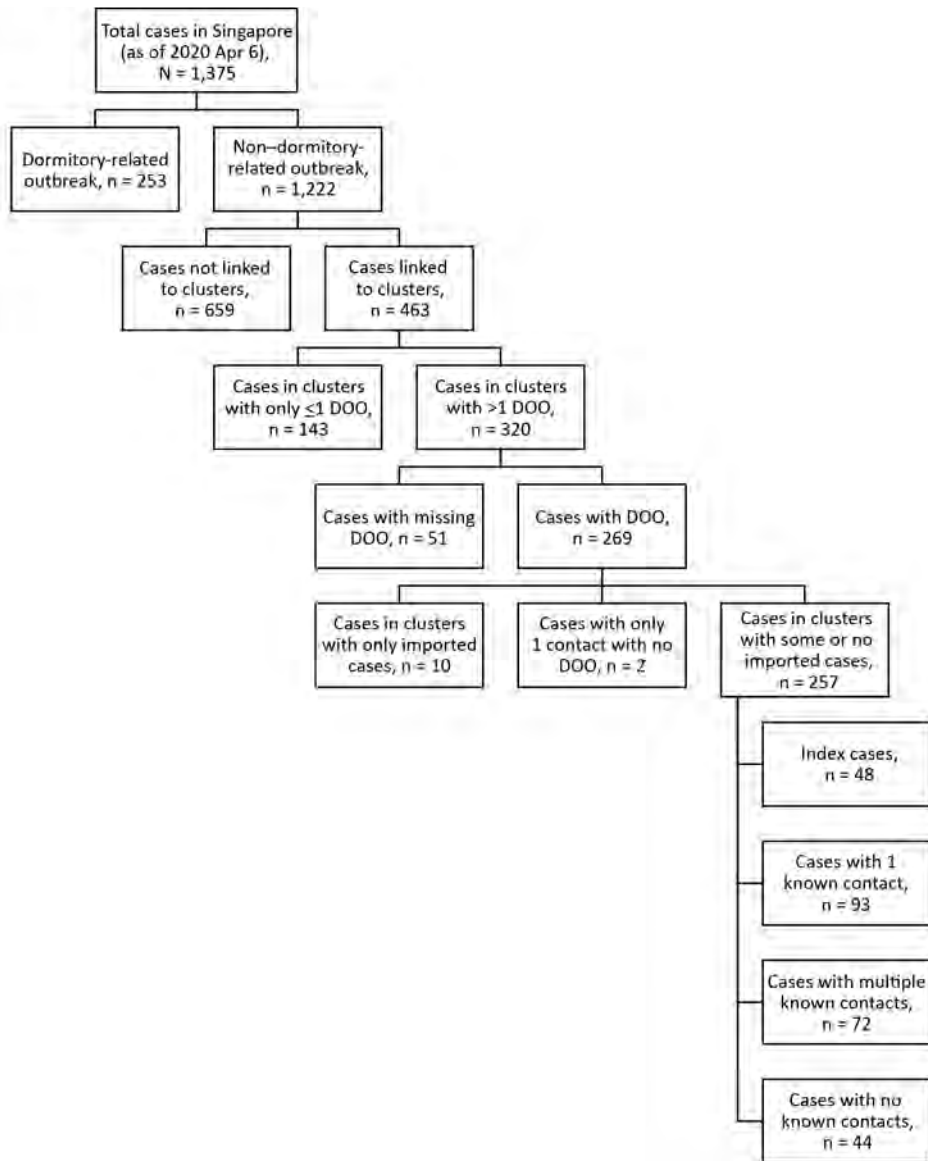 Total cases in Singapore
(as of 2020 Apr 6),
N = 1,375
Dormitory-related
outbreak, n = 253
Non–dormitory-
related outbreak,
n = 1,222
Cases not linked
to clusters,
n = 659
Cases linked
to clusters,
n = 463
Cases in clusters
with only ≤1 DOO,
n = 143
Cases in clusters
with >1 DOO,
n = 320
Cases with missing
DOO, n = 51
Cases with DOO,
n = 269
Cases in clusters
with only imported
cases, n = 10
Cases with only
1 contact with no
DOO, n = 2
Cases in clusters
with some or no
imported cases,
n = 257
Index cases,
n = 48
Cases with 1
known contact,
n = 93
Cases with multiple
known contacts,
n = 72
Cases with no
known contacts,
n = 44